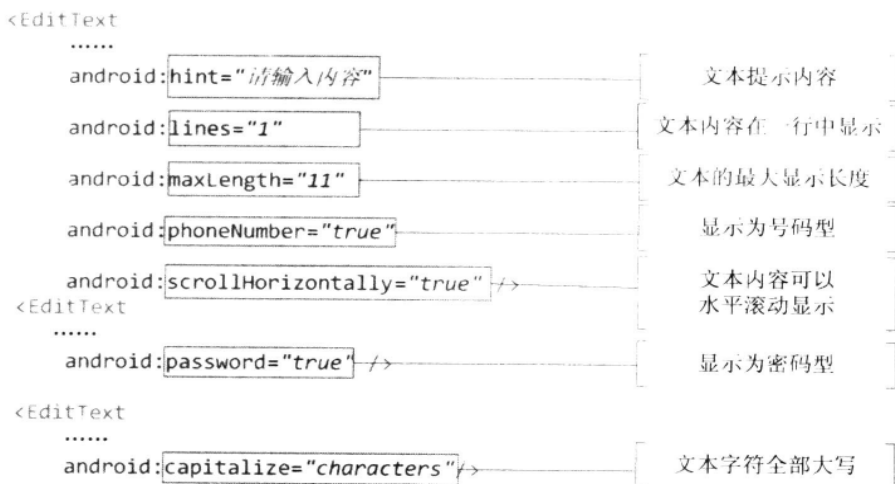 <EditText
......
android:hint="请输入内容" 文本提示内容
android:lines="1" 文本内容在一行中显示
android:maxLength="11" 文本的最大显示长度
android:phoneNumber="true" 显示为号码型
android:scrollHorizontally="true" /> 文本内容可以
水平滚动显示
<EditText
......
android:password="true" /> 显示为密码型
<EditText
......
android:capitalize="characters"/> 文本字符全部大写